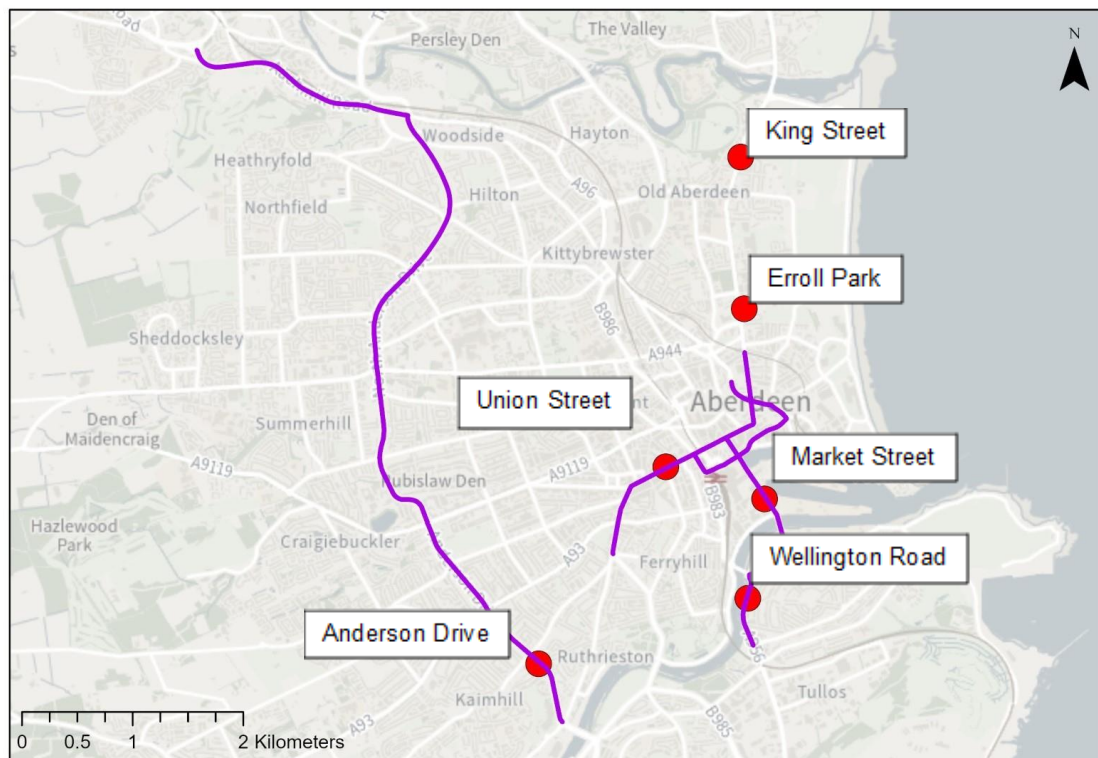 Persley Den
The Valley
N
King Street
Woodside
Hayton
Heathryfold
A96
Old Aberdeen
Hilton
Northfield
Kittybrewster
Erroll Park
B986
Sheddocksley
A944
Union Street
Aberdeen
Den of
Maidencraig
Summerhill
A9119
A9119
Market Street
Rubislaw Den
B983
Hazlewood
Park
Craigiebuckler
A93
Ferryhill
Wellington Road
Anderson Drive
Ruthrieston
A956
Kaimhill
Tullos
A93
B985
0 0.5 1 2 Kilometers